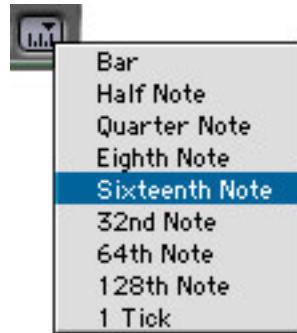 Bar
Half Note
Quarter Note
Eighth Note
Sixteenth Note
32nd Note
64th Note
128th Note
1 Tick